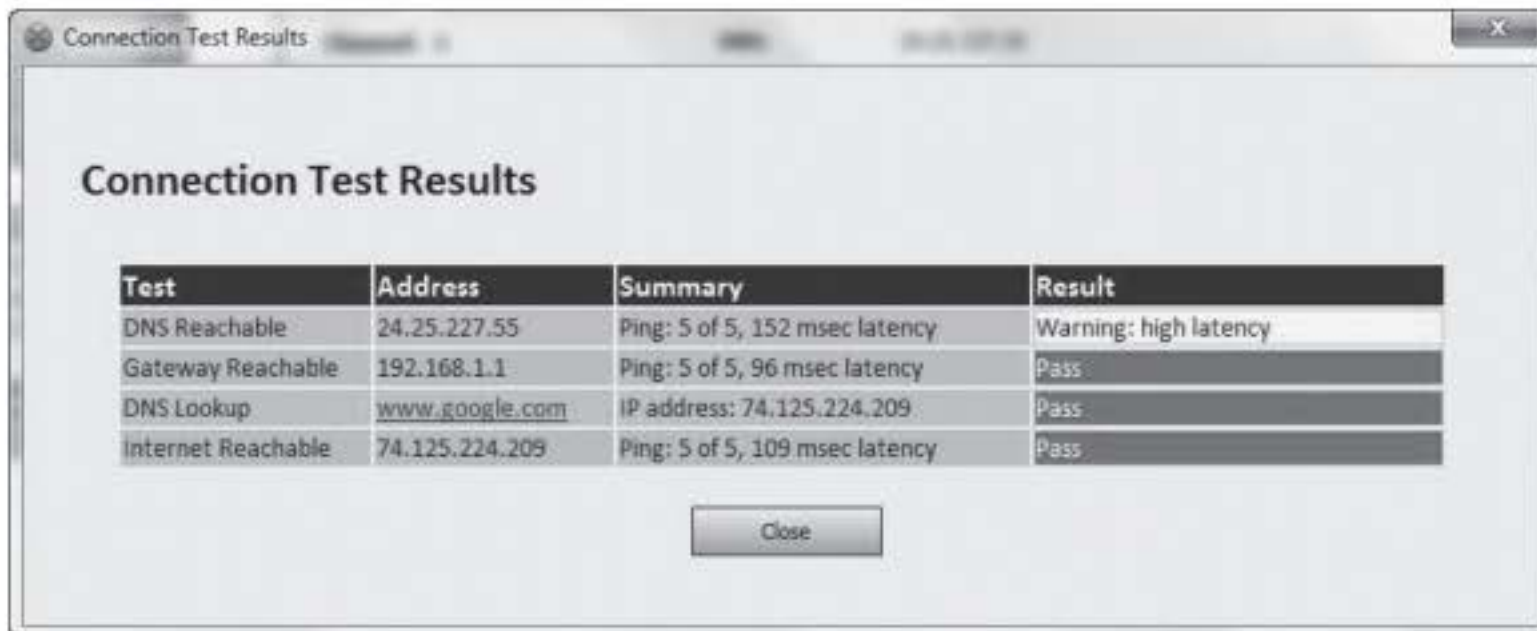 Connection Test Results
X
Connection Test Results
Test Address Summary Result
DNS Reachable 24.25.227.55 Ping: 5 of 5, 152 msec latency Warning: high latency
Gateway Reachable 192.168.1.1 Ping: 5 of 5, 96 msec latency Pass
DNS Lookup www.google.com IP address: 74.125.224.209 Pass
Internet Reachable 74.125.224.209 Ping: 5 of 5, 109 msec latency Pass
Close